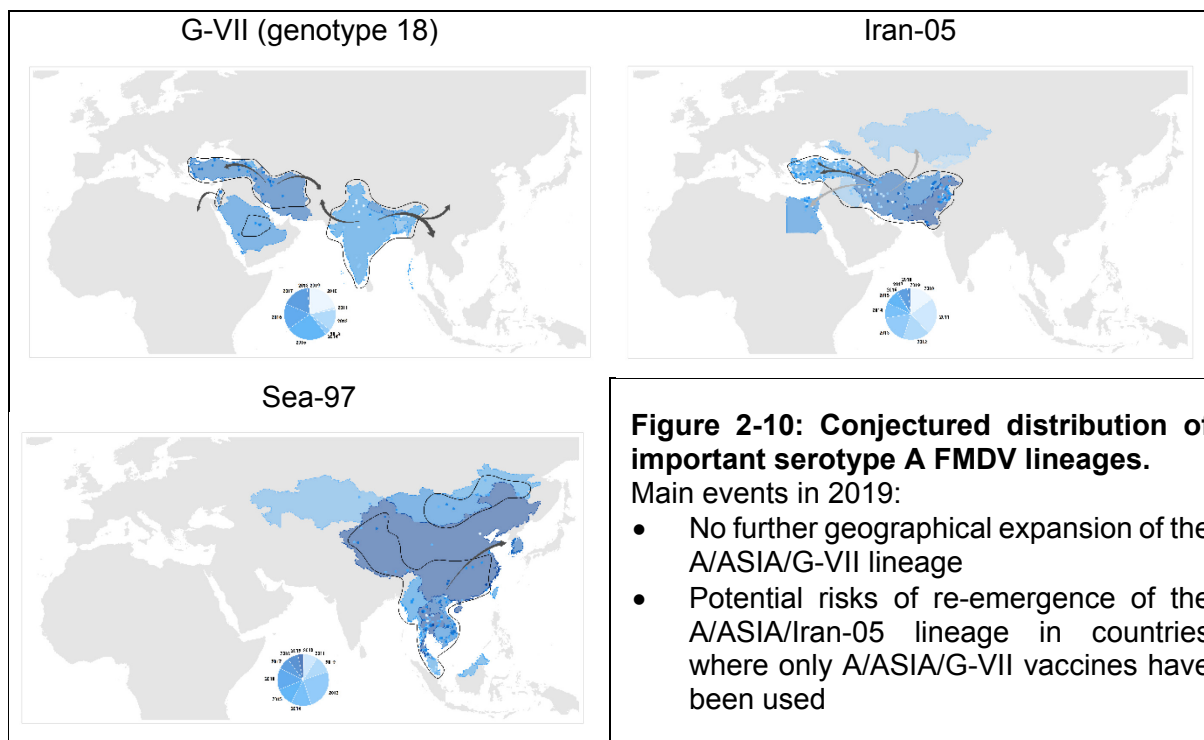 G-VII (genotype 18)
Iran-05
Sea-97
Figure 2-10: Conjectured distribution of
important serotype A FMDV lineages.
Main events in 2019:
• No further geographical expansion of the
A/ASIA/G-VII lineage
• Potential risks of re-emergence of the
A/ASIA/Iran-05 lineage in countries
where only A/ASIA/G-VII vaccines have
been used